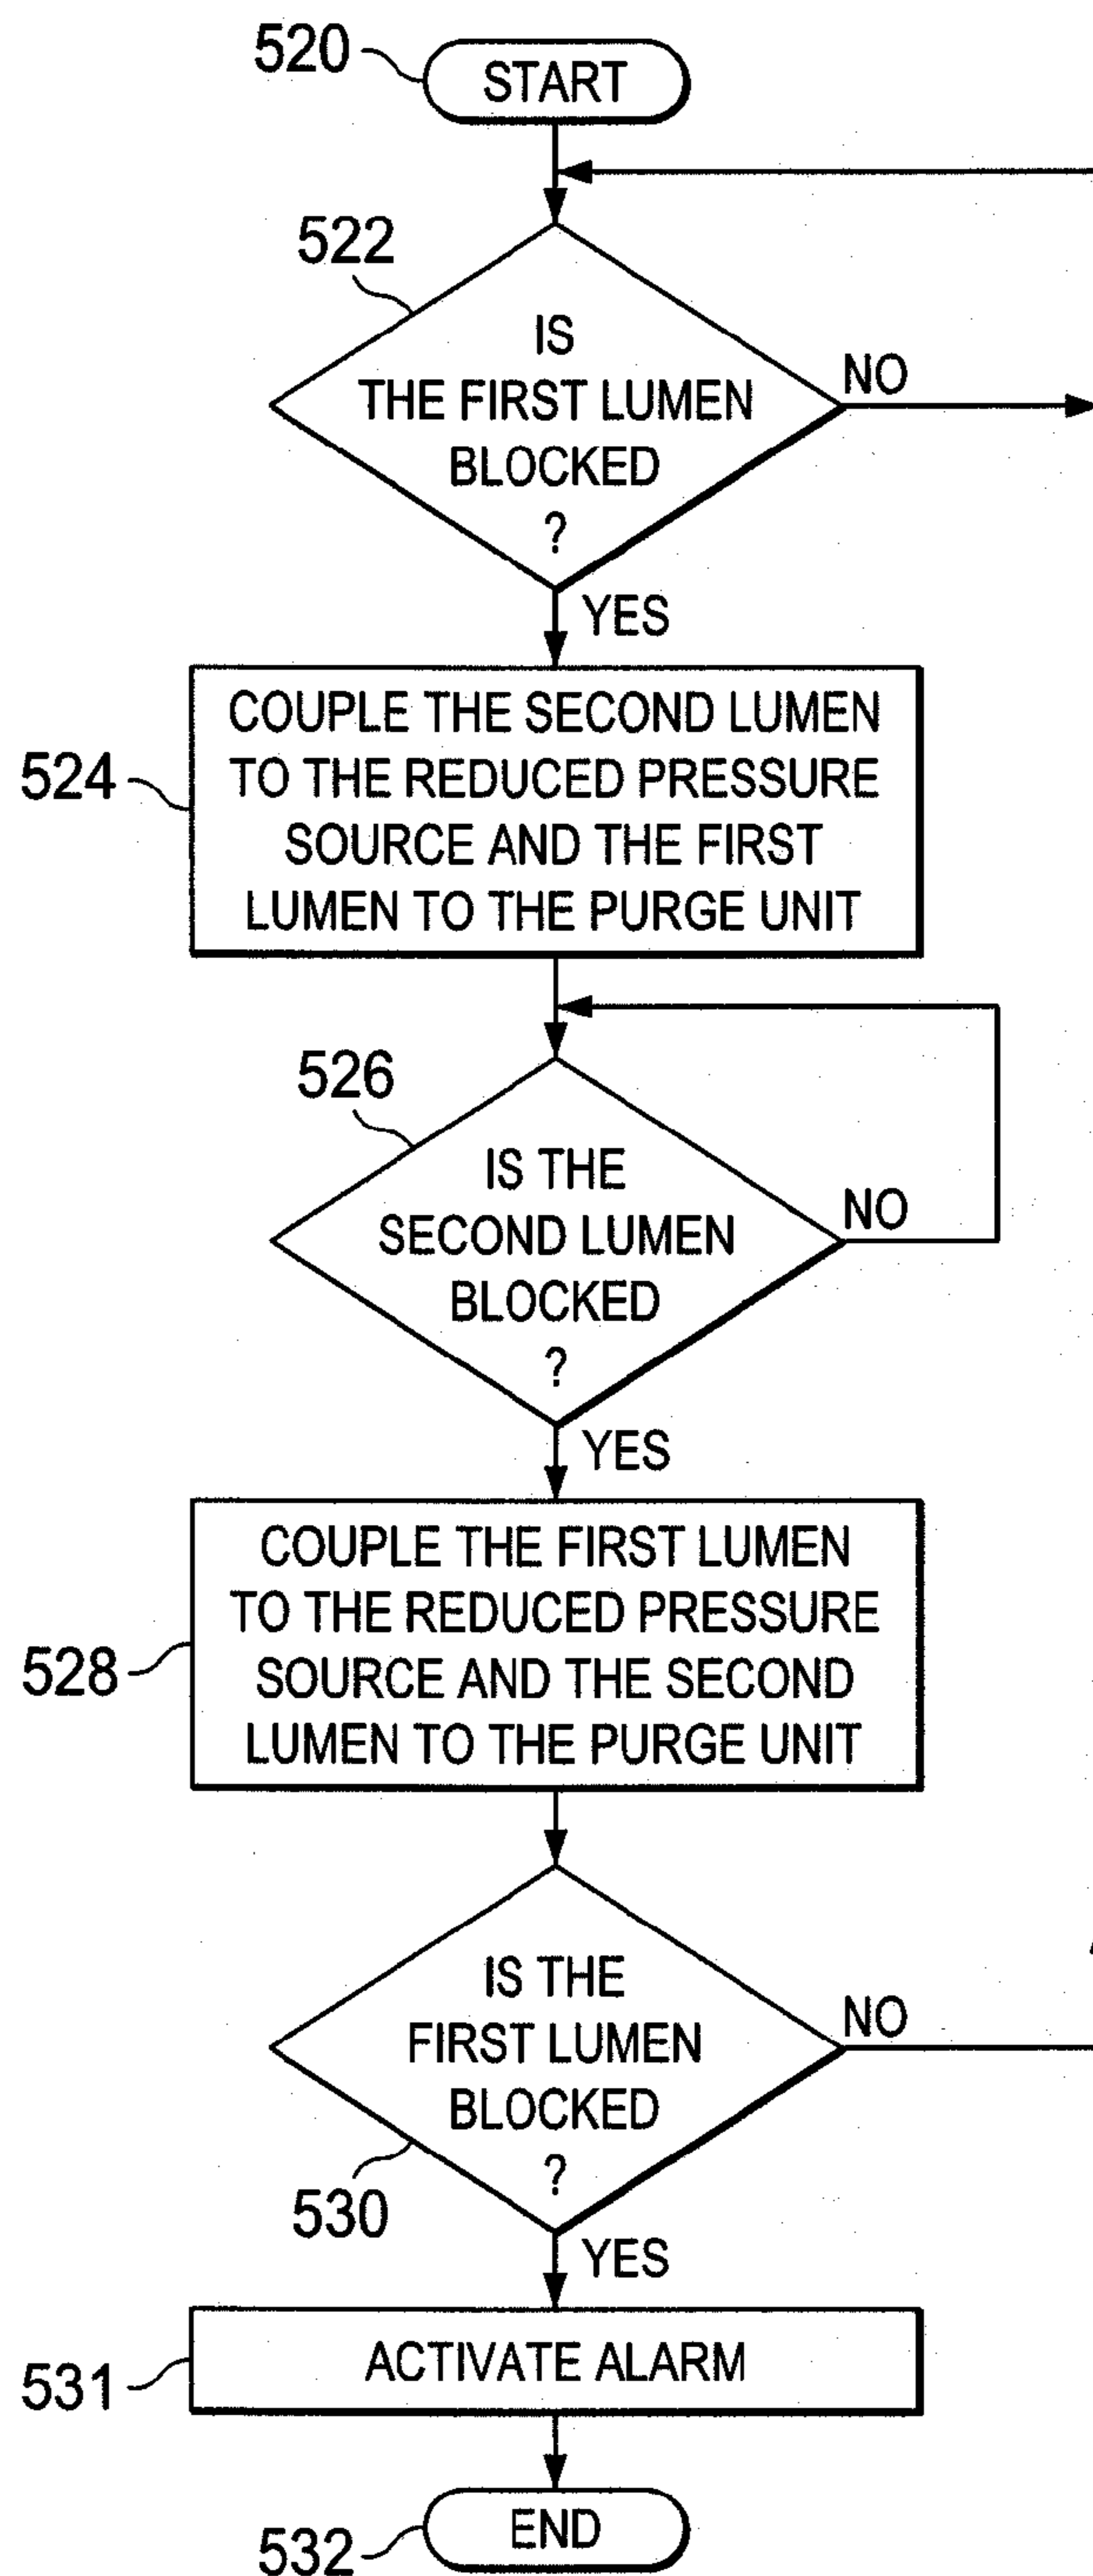 520
START
522
IS
THE FIRST LUMEN
BLOCKED
?
NO
YES
524
COUPLE THE SECOND LUMEN
TO THE REDUCED PRESSURE
SOURCE AND THE FIRST
LUMEN TO THE PURGE UNIT
526
IS THE
SECOND LUMEN
BLOCKED
?
NO
YES
528
COUPLE THE FIRST LUMEN
TO THE REDUCED PRESSURE
SOURCE AND THE SECOND
LUMEN TO THE PURGE UNIT
IS THE
FIRST LUMEN
BLOCKED
?
NO
530
YES
531
ACTIVATE ALARM
532
END